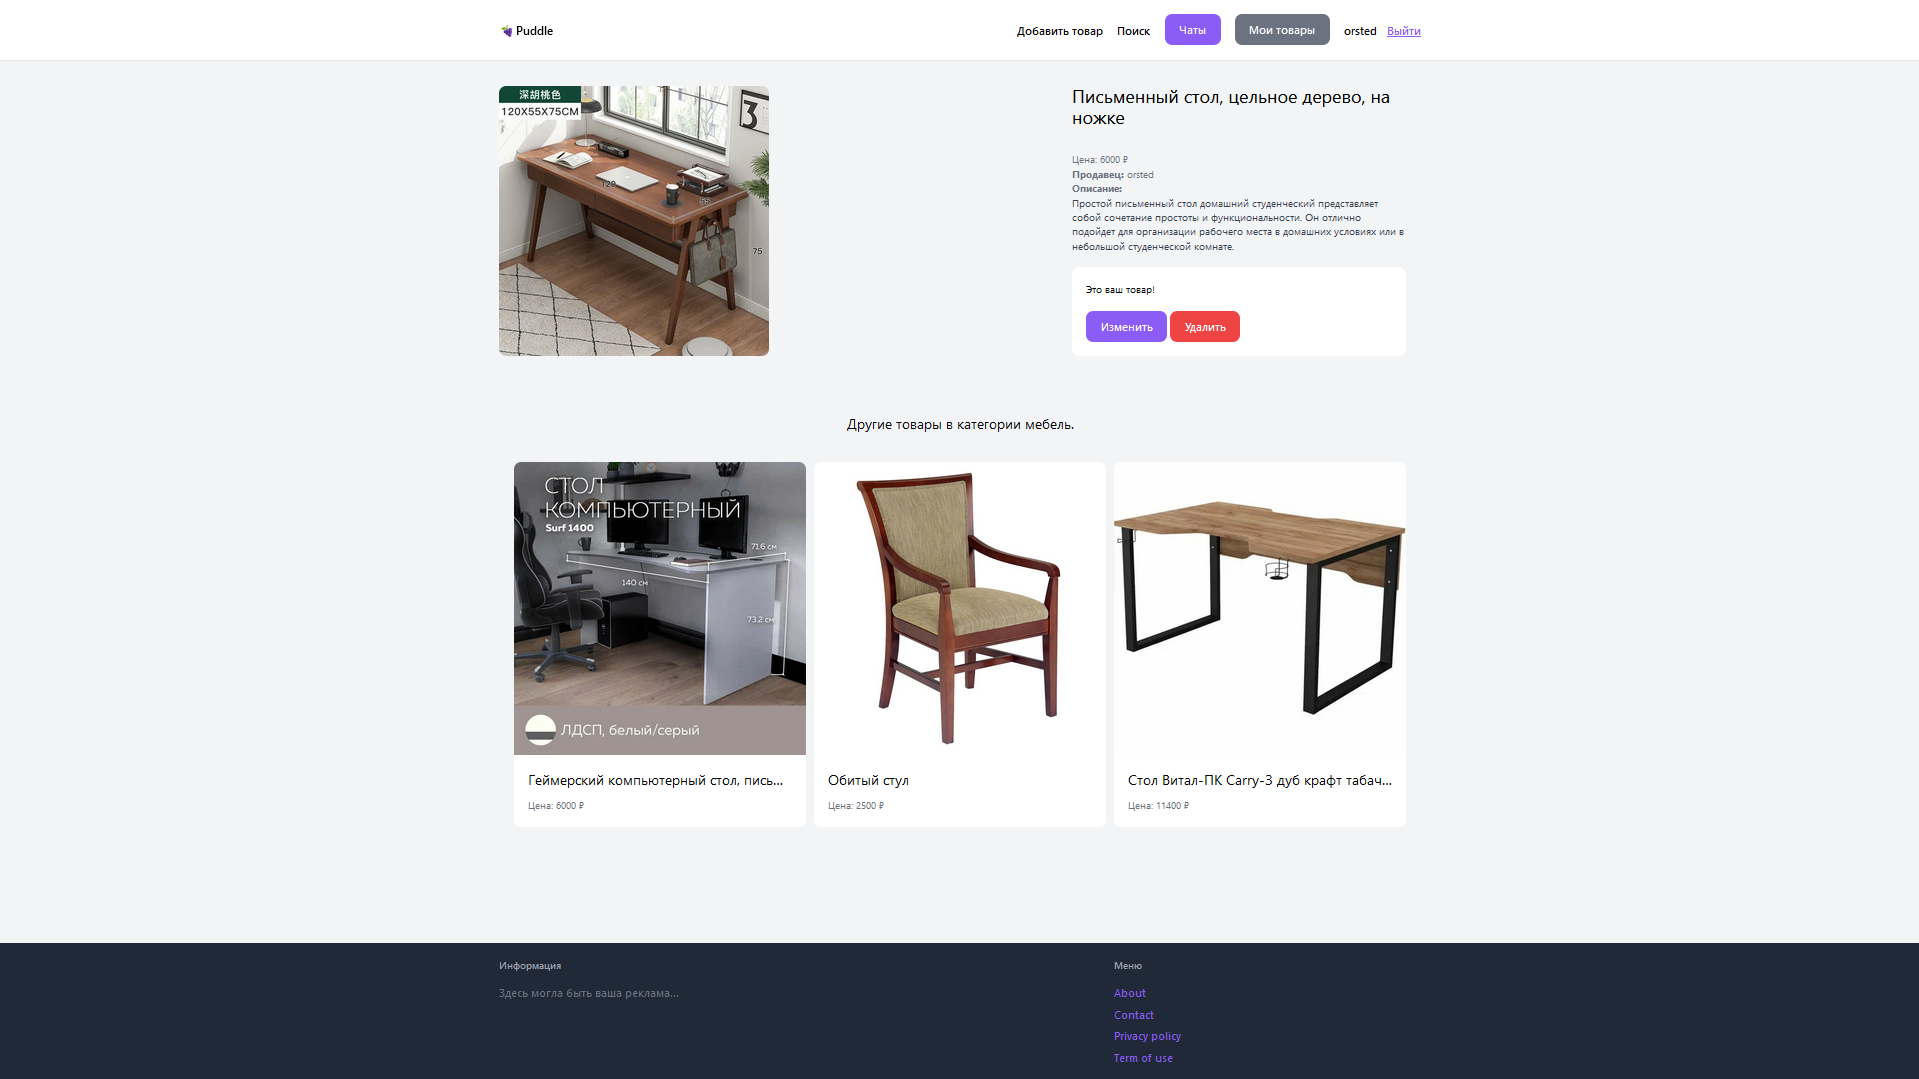 Puddle
Добавить товар Поиск Чаты Мои товары orsted Выйти
深胡桃色
120X55X75CM
3
120
55
75
Письменный стол, цельное дерево, на
ножке
Цена: 6000 ₽
Продавец: orsted
Описание:
Простой письменный стол домашний студенческий представляет
собой сочетание простоты и функциональности. Он отлично
подойдет для организации рабочего места в домашних условиях или в
небольшой студенческой комнате.
Это ваш товар!
Изменить Удалить
Другие товары в категории мебель.
СТОЛ
КОМПЬЮТЕРНЫЙ
Surf 1400
71.6 см
140 см
73.2 см
ЛДСП, белый/серый
Геймерский компьютерный стол, пись...
Цена: 6000 ₽
Обитый стул
Цена: 2500 ₽
Стол Витал-ПК Carry-3 дуб крафт табач...
Цена: 11400 ₽
Информация
Здесь могла быть ваша реклама...
Меню
About
Contact
Privacy policy
Term of use